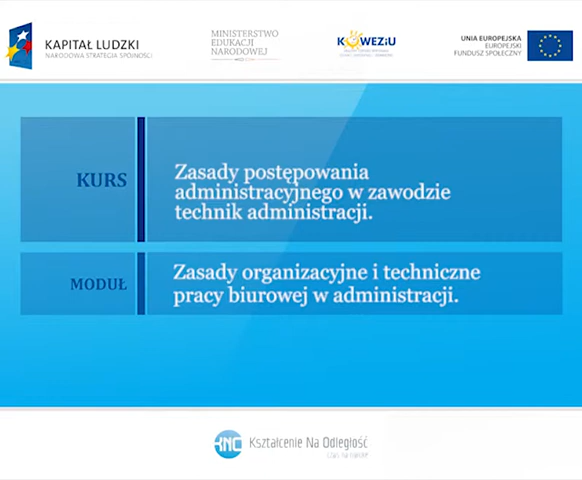 KAPITAŁ LUDZKI
NARODOWA STRATEGIA SPÓJNOŚCI
MINISTERSTWO
EDUKACJI
NARODOWEJ
KOWEZiU
UNIA EUROPEJSKA
EUROPEJSKI
FUNDUSZ SPOŁECZNY
KURS
Zasady postępowania
administracyjnego w zawodzie
technik administracji.
MODUŁ
Zasady organizacyjne i techniczne
pracy biurowej w administracji.
KNO
Kształcenie Na Odległość